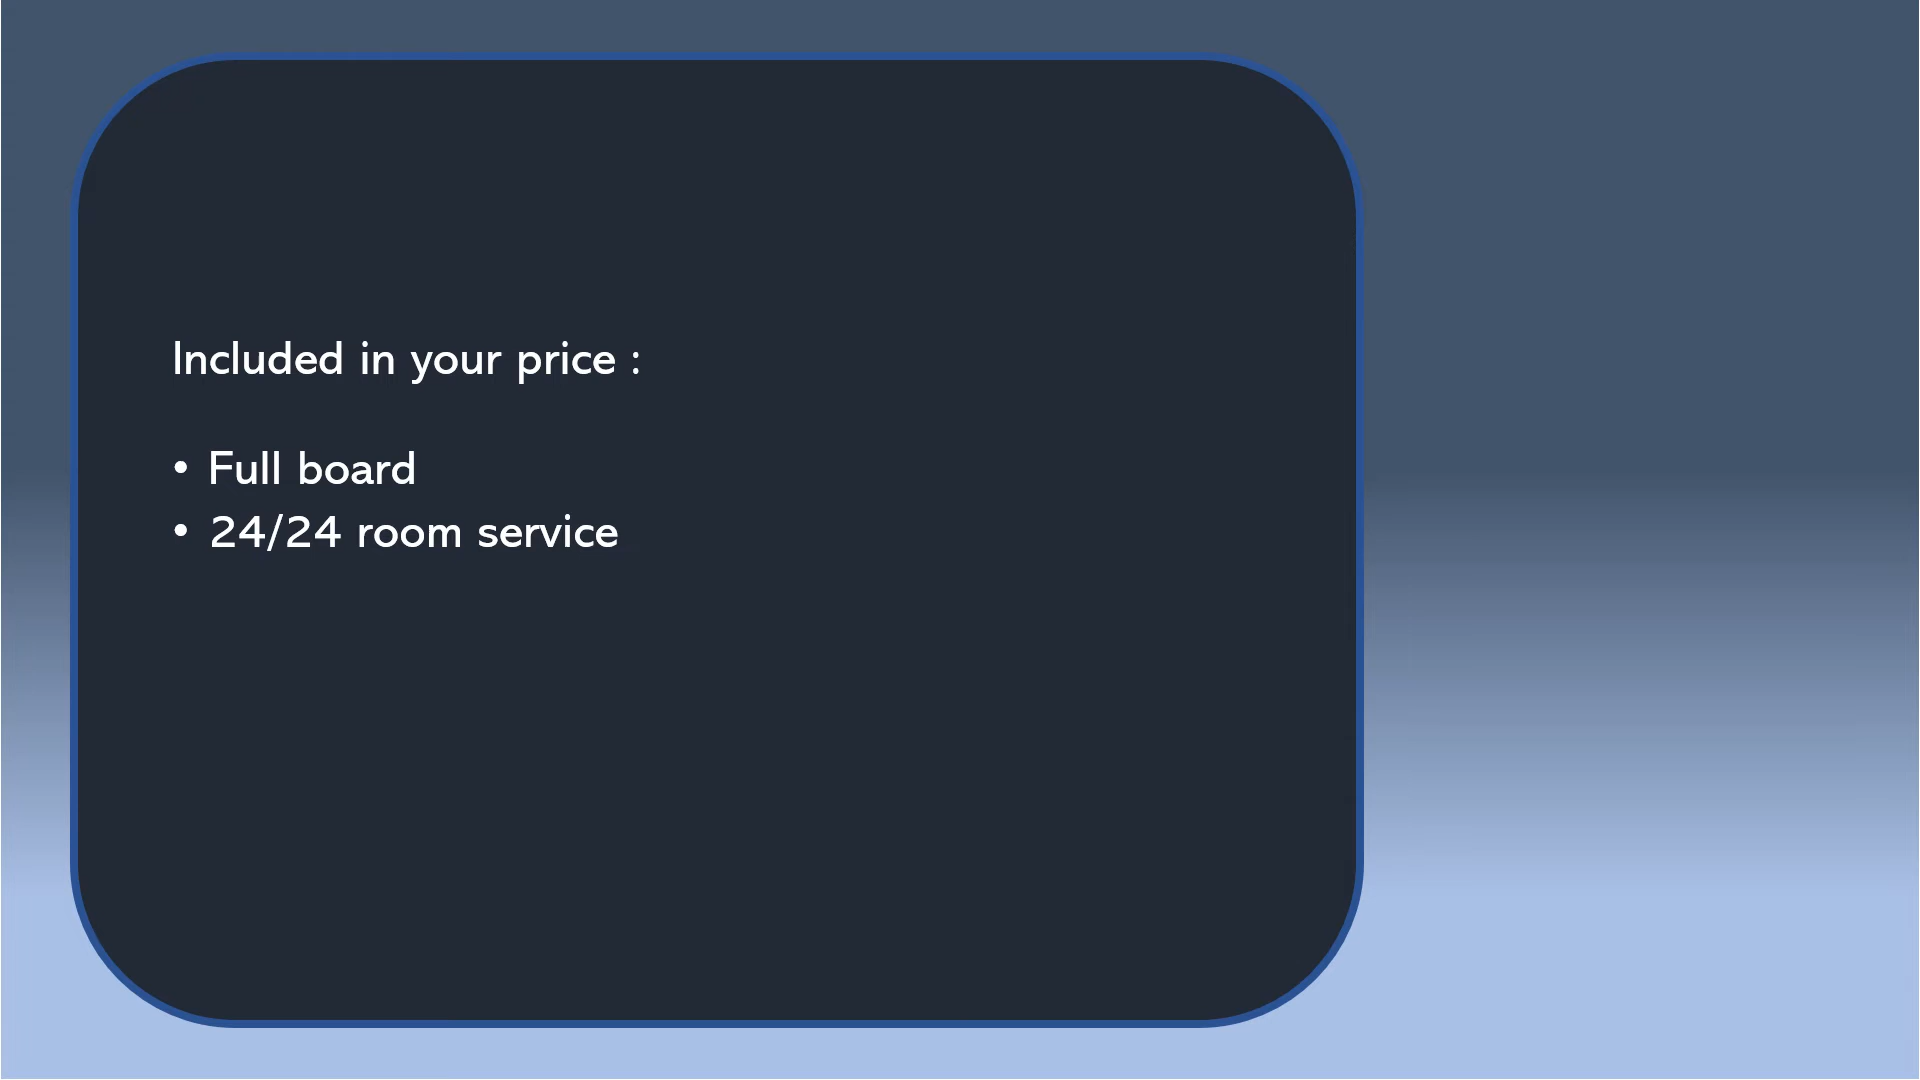 Included in your price :
• Full board
• 24/24 room service